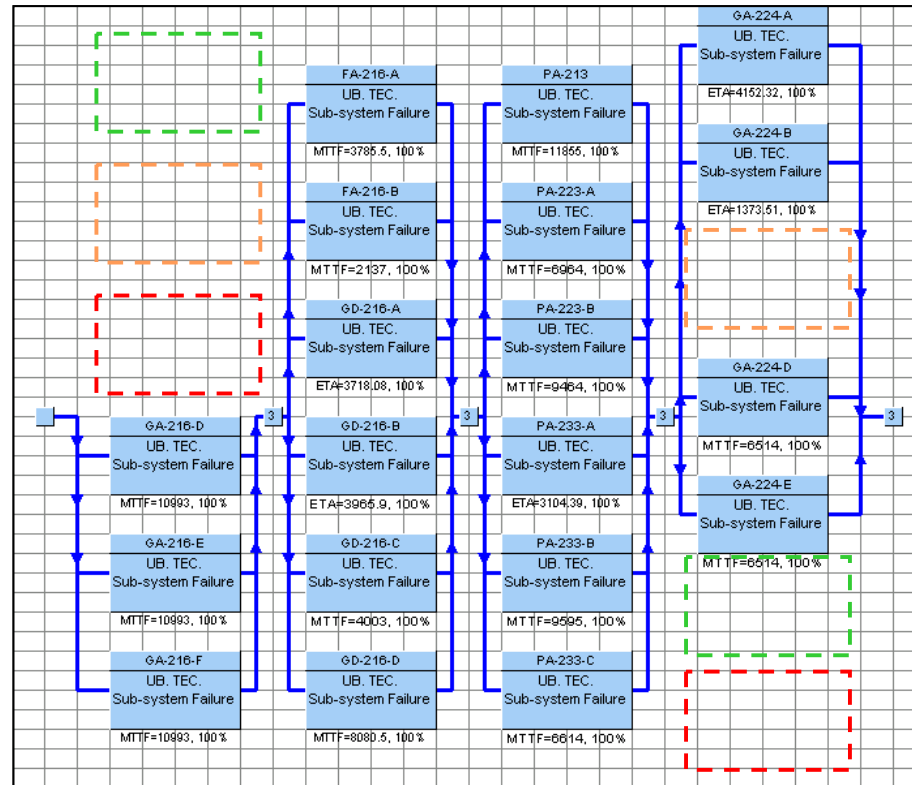 GA-216-D
UB. TEC.
Sub-system Failure
MTTF=10993, 100%
GA-216-E
UB. TEC.
Sub-system Failure
MTTF=10993, 100%
GA-216-F
UB. TEC.
Sub-system Failure
MTTF=10993, 100%
3
FA-216-A
UB. TEC.
Sub-system Failure
MTTF=3785.5, 100%
FA-216-B
UB. TEC.
Sub-system Failure
MTTF=2137, 100%
GD-216-A
UB. TEC.
Sub-system Failure
ETA=3718.08, 100%
GD-216-B
UB. TEC.
Sub-system Failure
ETA=3965.9, 100%
GD-216-C
UB. TEC.
Sub-system Failure
MTTF=4003, 100%
GD-216-D
UB. TEC.
Sub-system Failure
MTTF=8080.5, 100%
3
PA-213
UB. TEC.
Sub-system Failure
MTTF=11855, 100%
PA-223-A
UB. TEC.
Sub-system Failure
MTTF=6964, 100%
PA-223-B
UB. TEC.
Sub-system Failure
MTTF=9464, 100%
PA-233-A
UB. TEC.
Sub-system Failure
ETA=3104.39, 100%
PA-233-B
UB. TEC.
Sub-system Failure
MTTF=9595, 100%
PA-233-C
UB. TEC.
Sub-system Failure
MTTF=6614, 100%
3
GA-224-A
UB. TEC.
Sub-system Failure
ETA=4152.32, 100%
GA-224-B
UB. TEC.
Sub-system Failure
ETA=1373.51, 100%
GA-224-D
UB. TEC.
Sub-system Failure
MTTF=6514, 100%
GA-224-E
UB. TEC.
Sub-system Failure
MTTF=6514, 100%
3